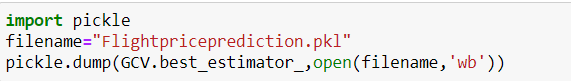 import pickle
filename="Flightpriceprediction.pkl"
pickle.dump(GCV.best_estimator_,open(filename,'wb'))